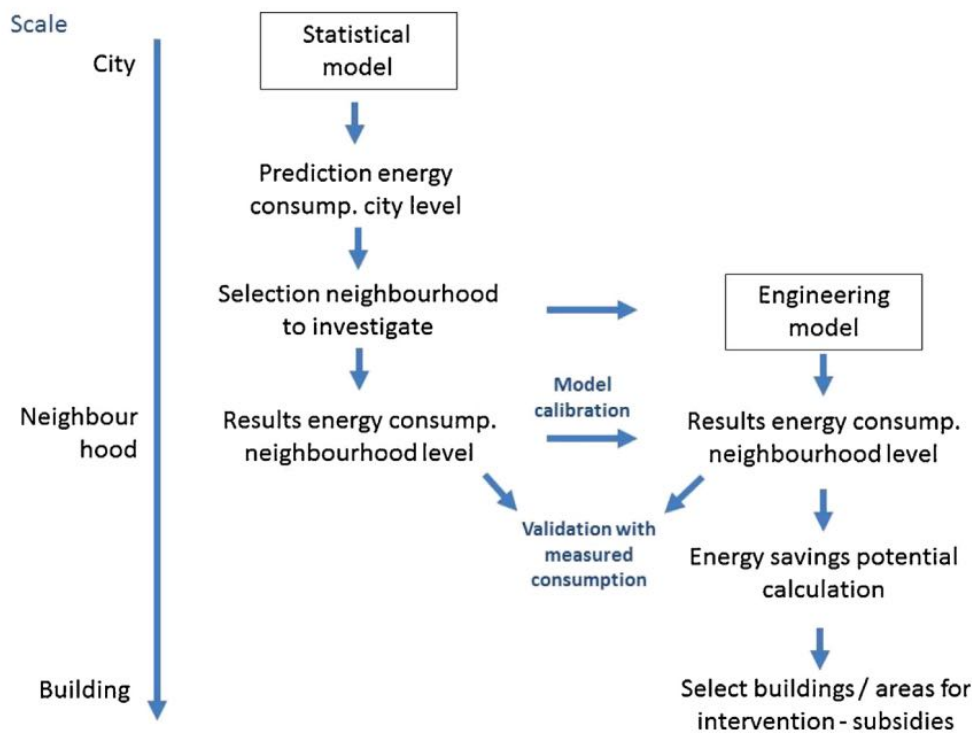 Scale
City
Statistical
model
Prediction energy
consump. city level
Selection neighbourhood
to investigate
Engineering
model
Neighbour
hood
Results energy consump.
neighbourhood level
Model
calibration
Results energy consump.
neighbourhood level
Validation with
measured
consumption
Energy savings potential
calculation
Building
Select buildings / areas for
intervention - subsidies